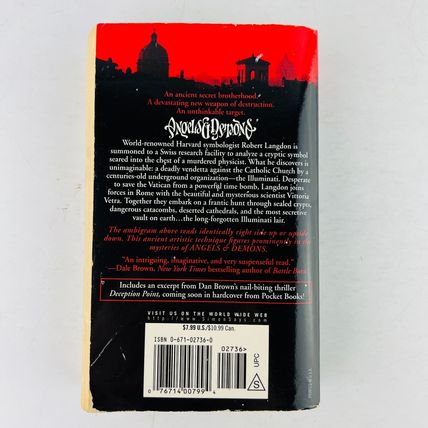 An ancient secret brotherhood.
A devastating new weapon of destruction.
An unthinkable target.
Angels & Demons
World-renowned Harvard symbologist Robert Langdon is
summoned to a Swiss research facility to analyze a cryptic symbol
seared into the chest of a murdered physicist. What he discovers is
unimaginable: a deadly vendetta against the Catholic Church by a
centuries-old underground organization—the Illuminati. Desperate
to save the Vatican from a powerful time bomb, Langdon joins
forces in Rome with the beautiful and mysterious scientist Vittoria
Vetra. Together they embark on a frantic hunt through sealed crypts,
dangerous catacombs, deserted cathedrals, and the most secretive
vault on earth...the long-forgotten Illuminati lair.
The ambigram above reads identically right side up or upside
down. This ancient artistic technique figures prominently in the
mysteries of ANGELS & DEMONS.
"An intriguing, imaginative, and very suspenseful read."
—Dale Brown, New York Times bestselling author of Battle Born
Includes an excerpt from Dan Brown's nail-biting thriller
Deception Point, coming soon in hardcover from Pocket Books!
VISIT US ON THE WORLD WIDE WEB
http://www.SimonSays.com
$7.99 U.S./$10.99 Can.
ISBN 0-671-02736-0
02736>
0 76714 00799 4
S
UPC